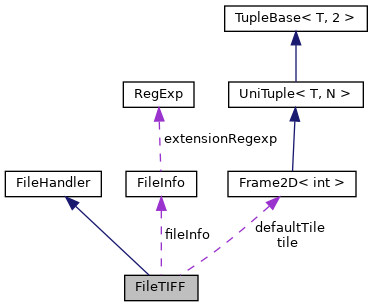 TupleBase< T, 2 >
RegExp
UniTuple< T, N >
extensionRegexp
FileHandler
FileInfo
Frame2D< int >
fileInfo
defaultTile
tile
FileTIFF